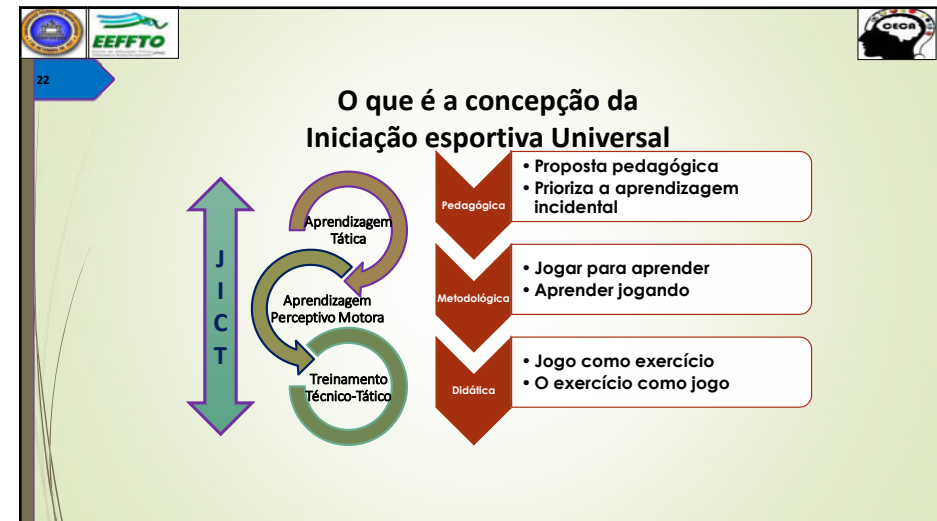 EEFFTO
CECA
22
O que é a concepção da
Iniciação esportiva Universal
J
I
C
T
Aprendizagem
Tática
Aprendizagem
Perceptivo Motora
Treinamento
Técnico-Tático
Pedagógica
• Proposta pedagógica
• Prioriza a aprendizagem
incidental
Metodológica
• Jogar para aprender
• Aprender jogando
Didática
• Jogo como exercício
• O exercício como jogo